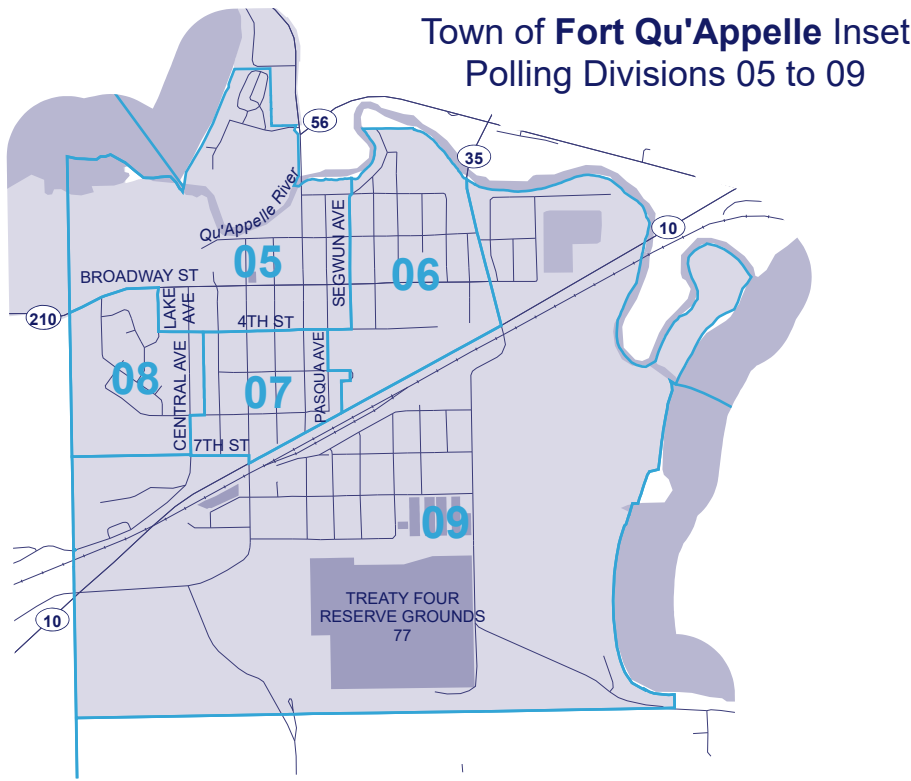 Town of Fort Qu'Appelle Inset
Polling Divisions 05 to 09
56
35
Qu'Appelle River
SEGWUN AVE
10
05
06
BROADWAY ST
LAKE
AVE
210
4TH ST
08
CENTRAL AVE
07
PASQUA AVE
7TH ST
09
TREATY FOUR
RESERVE GROUNDS
77
10